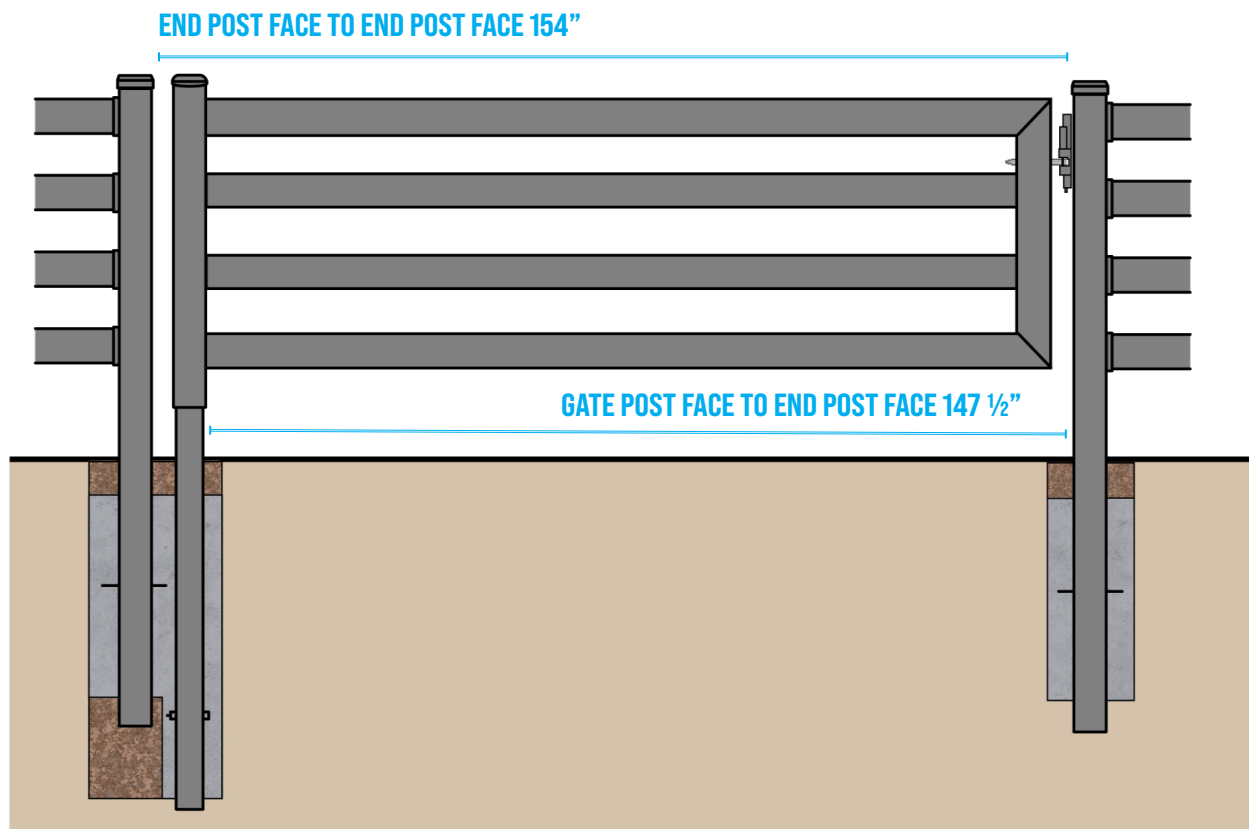 END POST FACE TO END POST FACE 154”
GATE POST FACE TO END POST FACE 147 ½”